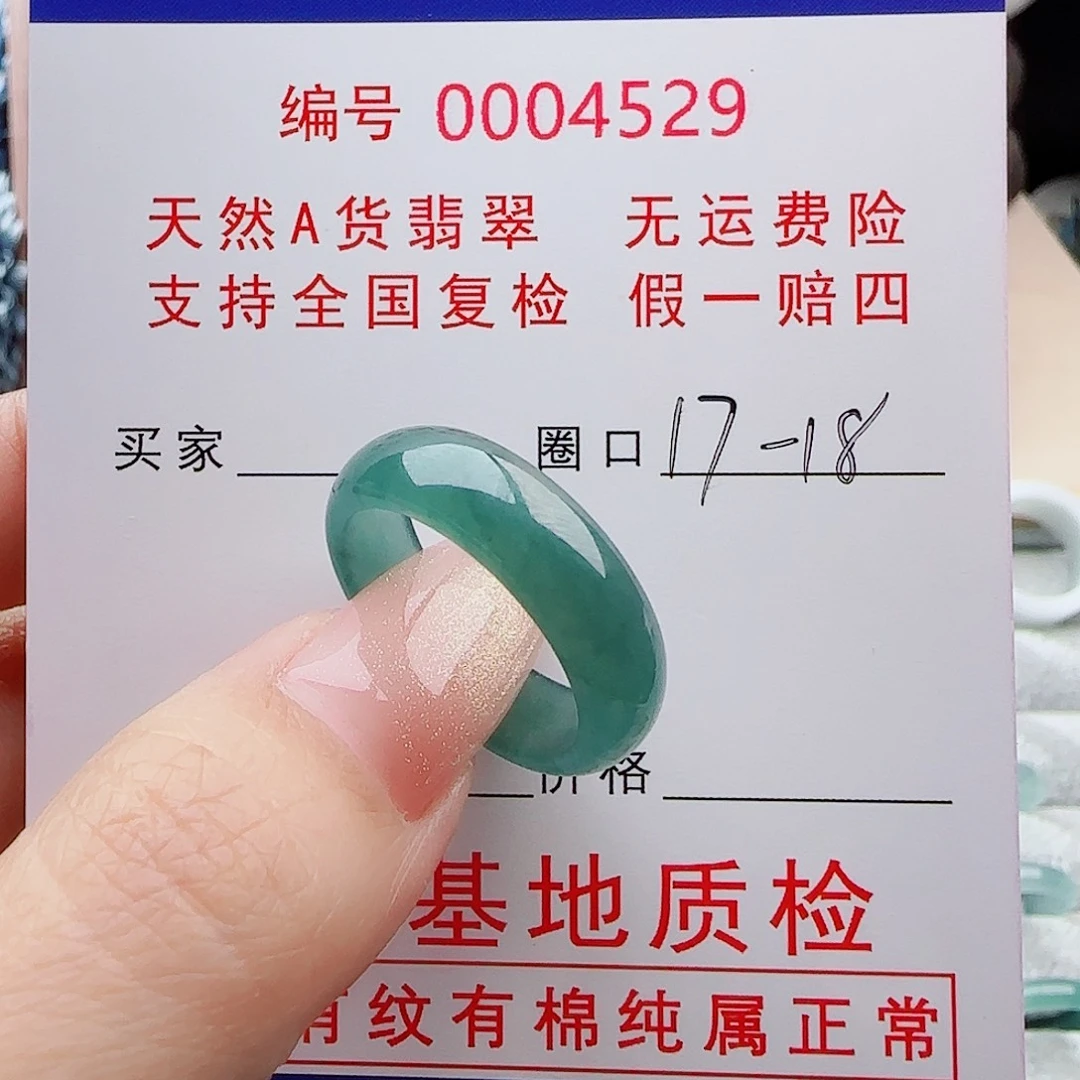 编号 0004529
天然A货翡翠 无运费险
支持全国复检 假一赔四
买家 圈口 17-18
价格
基地质检
有纹有棉纯属正常